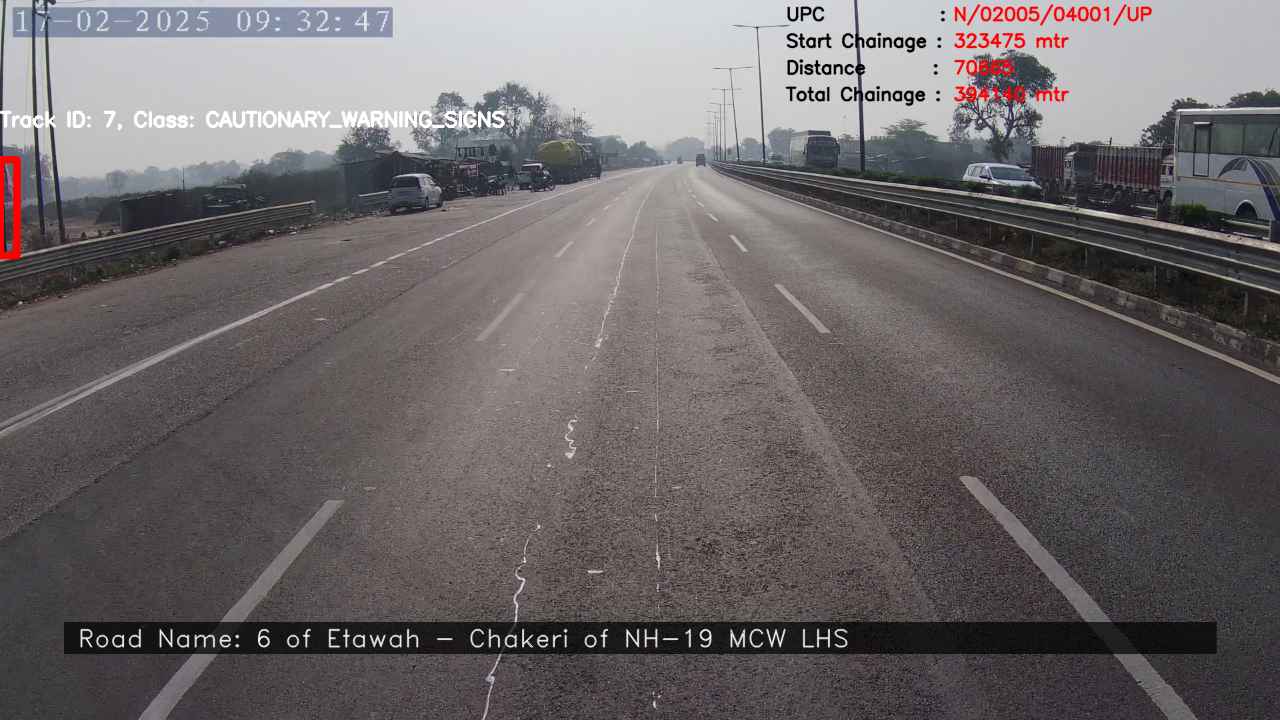 17-02-2025 09:32:47
UPC : N/02005/04001/UP
Start Chainage : 323475 mtr
Distance : 70665
Total Chainage : 394140 mtr
Track ID: 7, Class: CAUTIONARY_WARNING_SIGNS
Road Name: 6 of Etawah - Chakeri of NH-19 MCW LHS